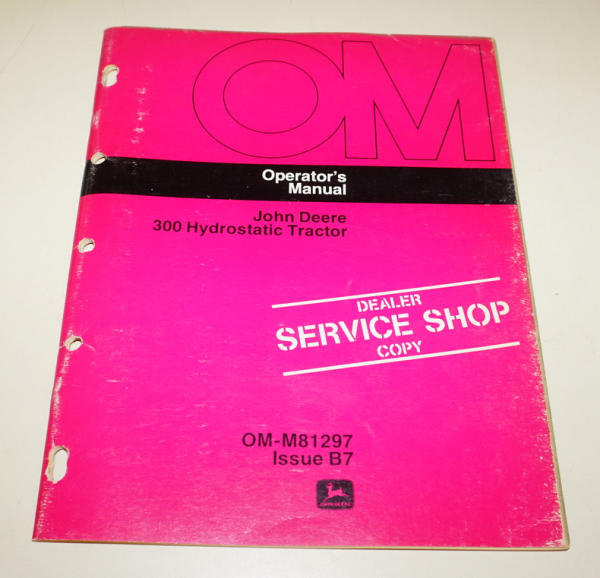 OM
Operator's
Manual
John Deere
300 Hydrostatic Tractor
DEALER
SERVICE SHOP
COPY
OM-M81297
Issue B7
JOHN DEERE